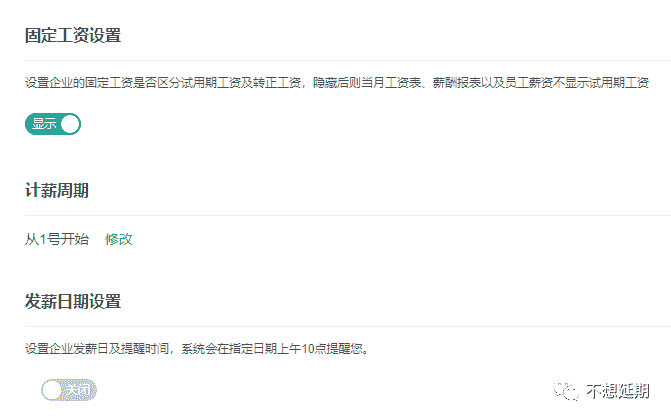 固定工资设置
设置企业的固定工资是否区分试用期工资及转正工资，隐藏后则当月工资表、薪酬报表以及员工薪资不显示试用期工资
显示
计薪周期
从1号开始 修改
发薪日期设置
设置企业发薪日及提醒时间，系统会在指定日期上午10点提醒您。
关闭
不想延期